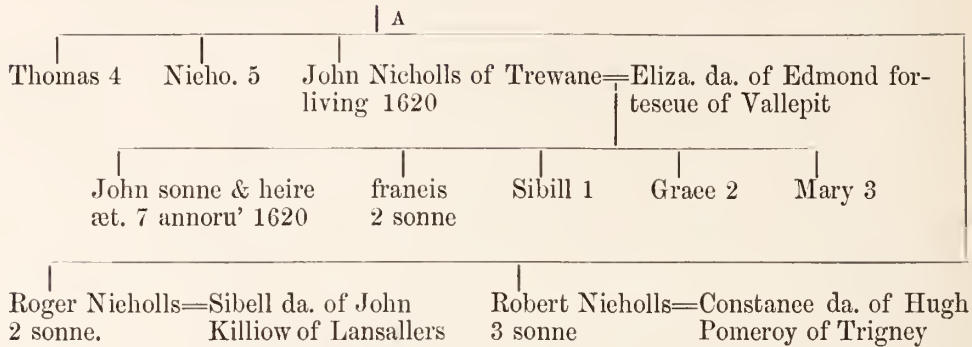 A
Thomas 4 Nicho. 5 John Nicholls of Trewane=Eliza. da. of Edmond for-
living 1620 tescue of Vallepit
John sonne & heire francis Sibill 1 Grace 2 Mary 3
æt. 7 annoru' 1620 2 sonne
Roger Nicholls=Sibell da. of John Robert Nicholls=Constance da. of Hugh
2 sonne. Killiow of Lansallers 3 sonne Pomeroy of Trigney